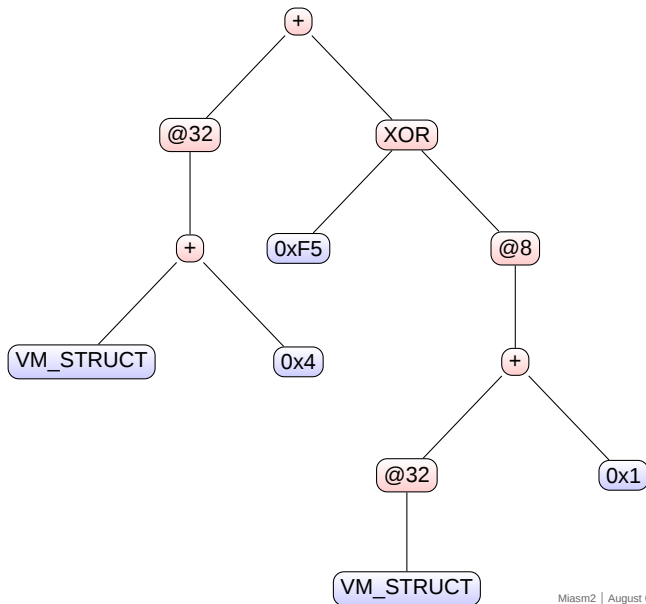 +
@32
XOR
+
0xF5
@8
VM_STRUCT
0x4
+
@32
0x1
VM_STRUCT
Miasm2 | August